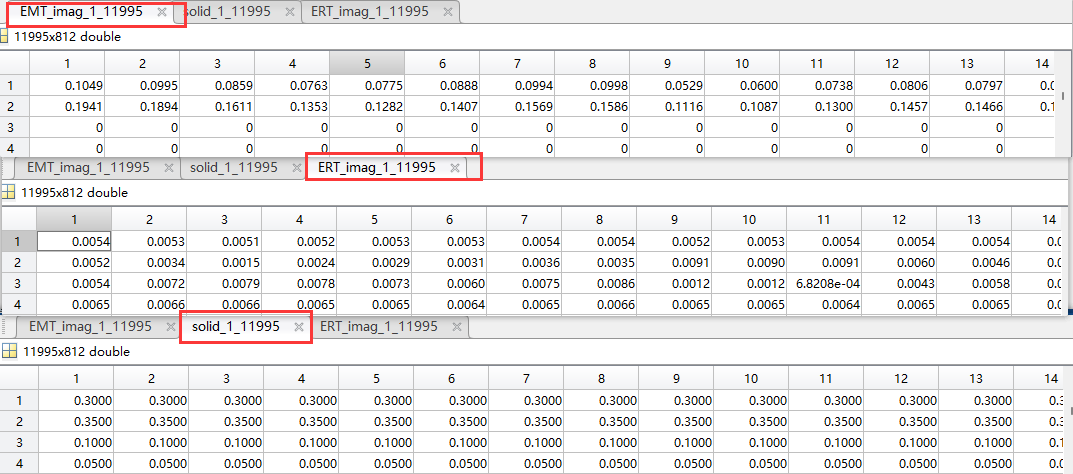 EMT_imag_1_11995 × solid_1_11995 × ERT_imag_1_11995 ×
11995x812 double
1 2 3 4 5 6 7 8 9 10 11 12 13 14
1 0.1049 0.0995 0.0859 0.0763 0.0775 0.0888 0.0994 0.0998 0.0529 0.0600 0.0738 0.0806 0.0797 0.0
2 0.1941 0.1894 0.1611 0.1353 0.1282 0.1407 0.1569 0.1586 0.1116 0.1087 0.1300 0.1457 0.1466 0.1
3 0 0 0 0 0 0 0 0 0 0 0 0 0
4 0 0 0 0 0 0 0 0 0 0 0 0 0
EMT_imag_1_11995 × solid_1_11995 × ERT_imag_1_11995 ×
11995x812 double
1 2 3 4 5 6 7 8 9 10 11 12 13 14
1 0.0054 0.0053 0.0051 0.0052 0.0053 0.0053 0.0054 0.0054 0.0052 0.0053 0.0054 0.0054 0.0054 0.0
2 0.0052 0.0034 0.0015 0.0024 0.0029 0.0031 0.0036 0.0035 0.0091 0.0090 0.0091 0.0060 0.0046 0.0
3 0.0054 0.0072 0.0079 0.0078 0.0073 0.0060 0.0075 0.0086 0.0012 0.0012 6.8208e-04 0.0043 0.0058 0.0
4 0.0065 0.0066 0.0066 0.0065 0.0065 0.0065 0.0064 0.0065 0.0065 0.0065 0.0064 0.0065 0.0065 0.0
EMT_imag_1_11995 × solid_1_11995 × ERT_imag_1_11995 ×
11995x812 double
1 2 3 4 5 6 7 8 9 10 11 12 13 14
1 0.3000 0.3000 0.3000 0.3000 0.3000 0.3000 0.3000 0.3000 0.3000 0.3000 0.3000 0.3000 0.3000 0.3
2 0.3500 0.3500 0.3500 0.3500 0.3500 0.3500 0.3500 0.3500 0.3500 0.3500 0.3500 0.3500 0.3500 0.3
3 0.1000 0.1000 0.1000 0.1000 0.1000 0.1000 0.1000 0.1000 0.1000 0.1000 0.1000 0.1000 0.1000 0.1
4 0.0500 0.0500 0.0500 0.0500 0.0500 0.0500 0.0500 0.0500 0.0500 0.0500 0.0500 0.0500 0.0500 0.0